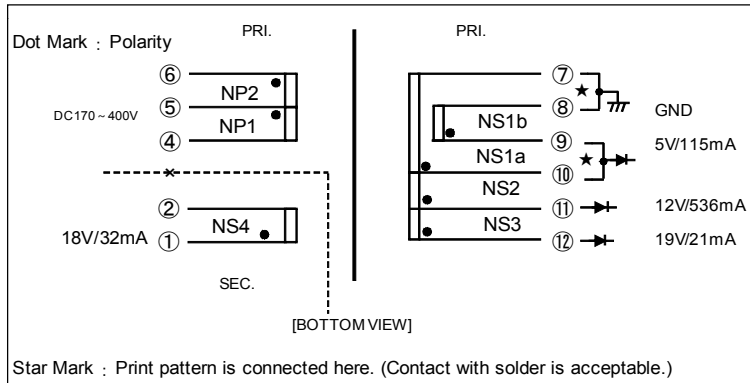 PRI.
PRI.
Dot Mark : Polarity
⑥
NP2
⑤
DC170~400V
NP1
④
②
NS4
18V/32mA
①
SEC.
[BOTTOM VIEW]
⑦
★
⑧
GND
NS1b
⑨
5V/115mA
NS1a
★
⑩
NS2
⑪
12V/536mA
NS3
⑫
19V/21mA
Star Mark : Print pattern is connected here. (Contact with solder is acceptable.)